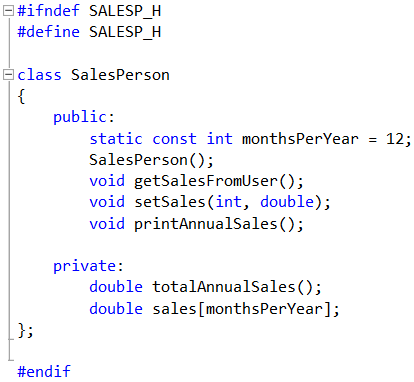 #ifndef SALESP_H
#define SALESP_H
class SalesPerson
{
public:
static const int monthsPerYear = 12;
SalesPerson();
void getSalesFromUser();
void setSales(int, double);
void printAnnualSales();
private:
double totalAnnualSales();
double sales[monthsPerYear];
};
#endif